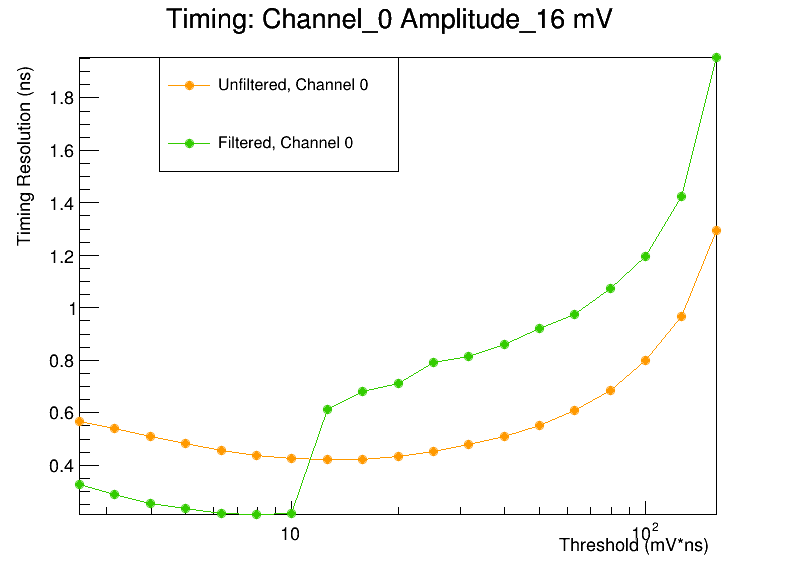 Timing: Channel_0 Amplitude_16 mV
Timing Resolution (ns)
Unfiltered, Channel 0
Filtered, Channel 0
1.8
1.6
1.4
1.2
1
0.8
0.6
0.4
10
10²
Threshold (mV*ns)